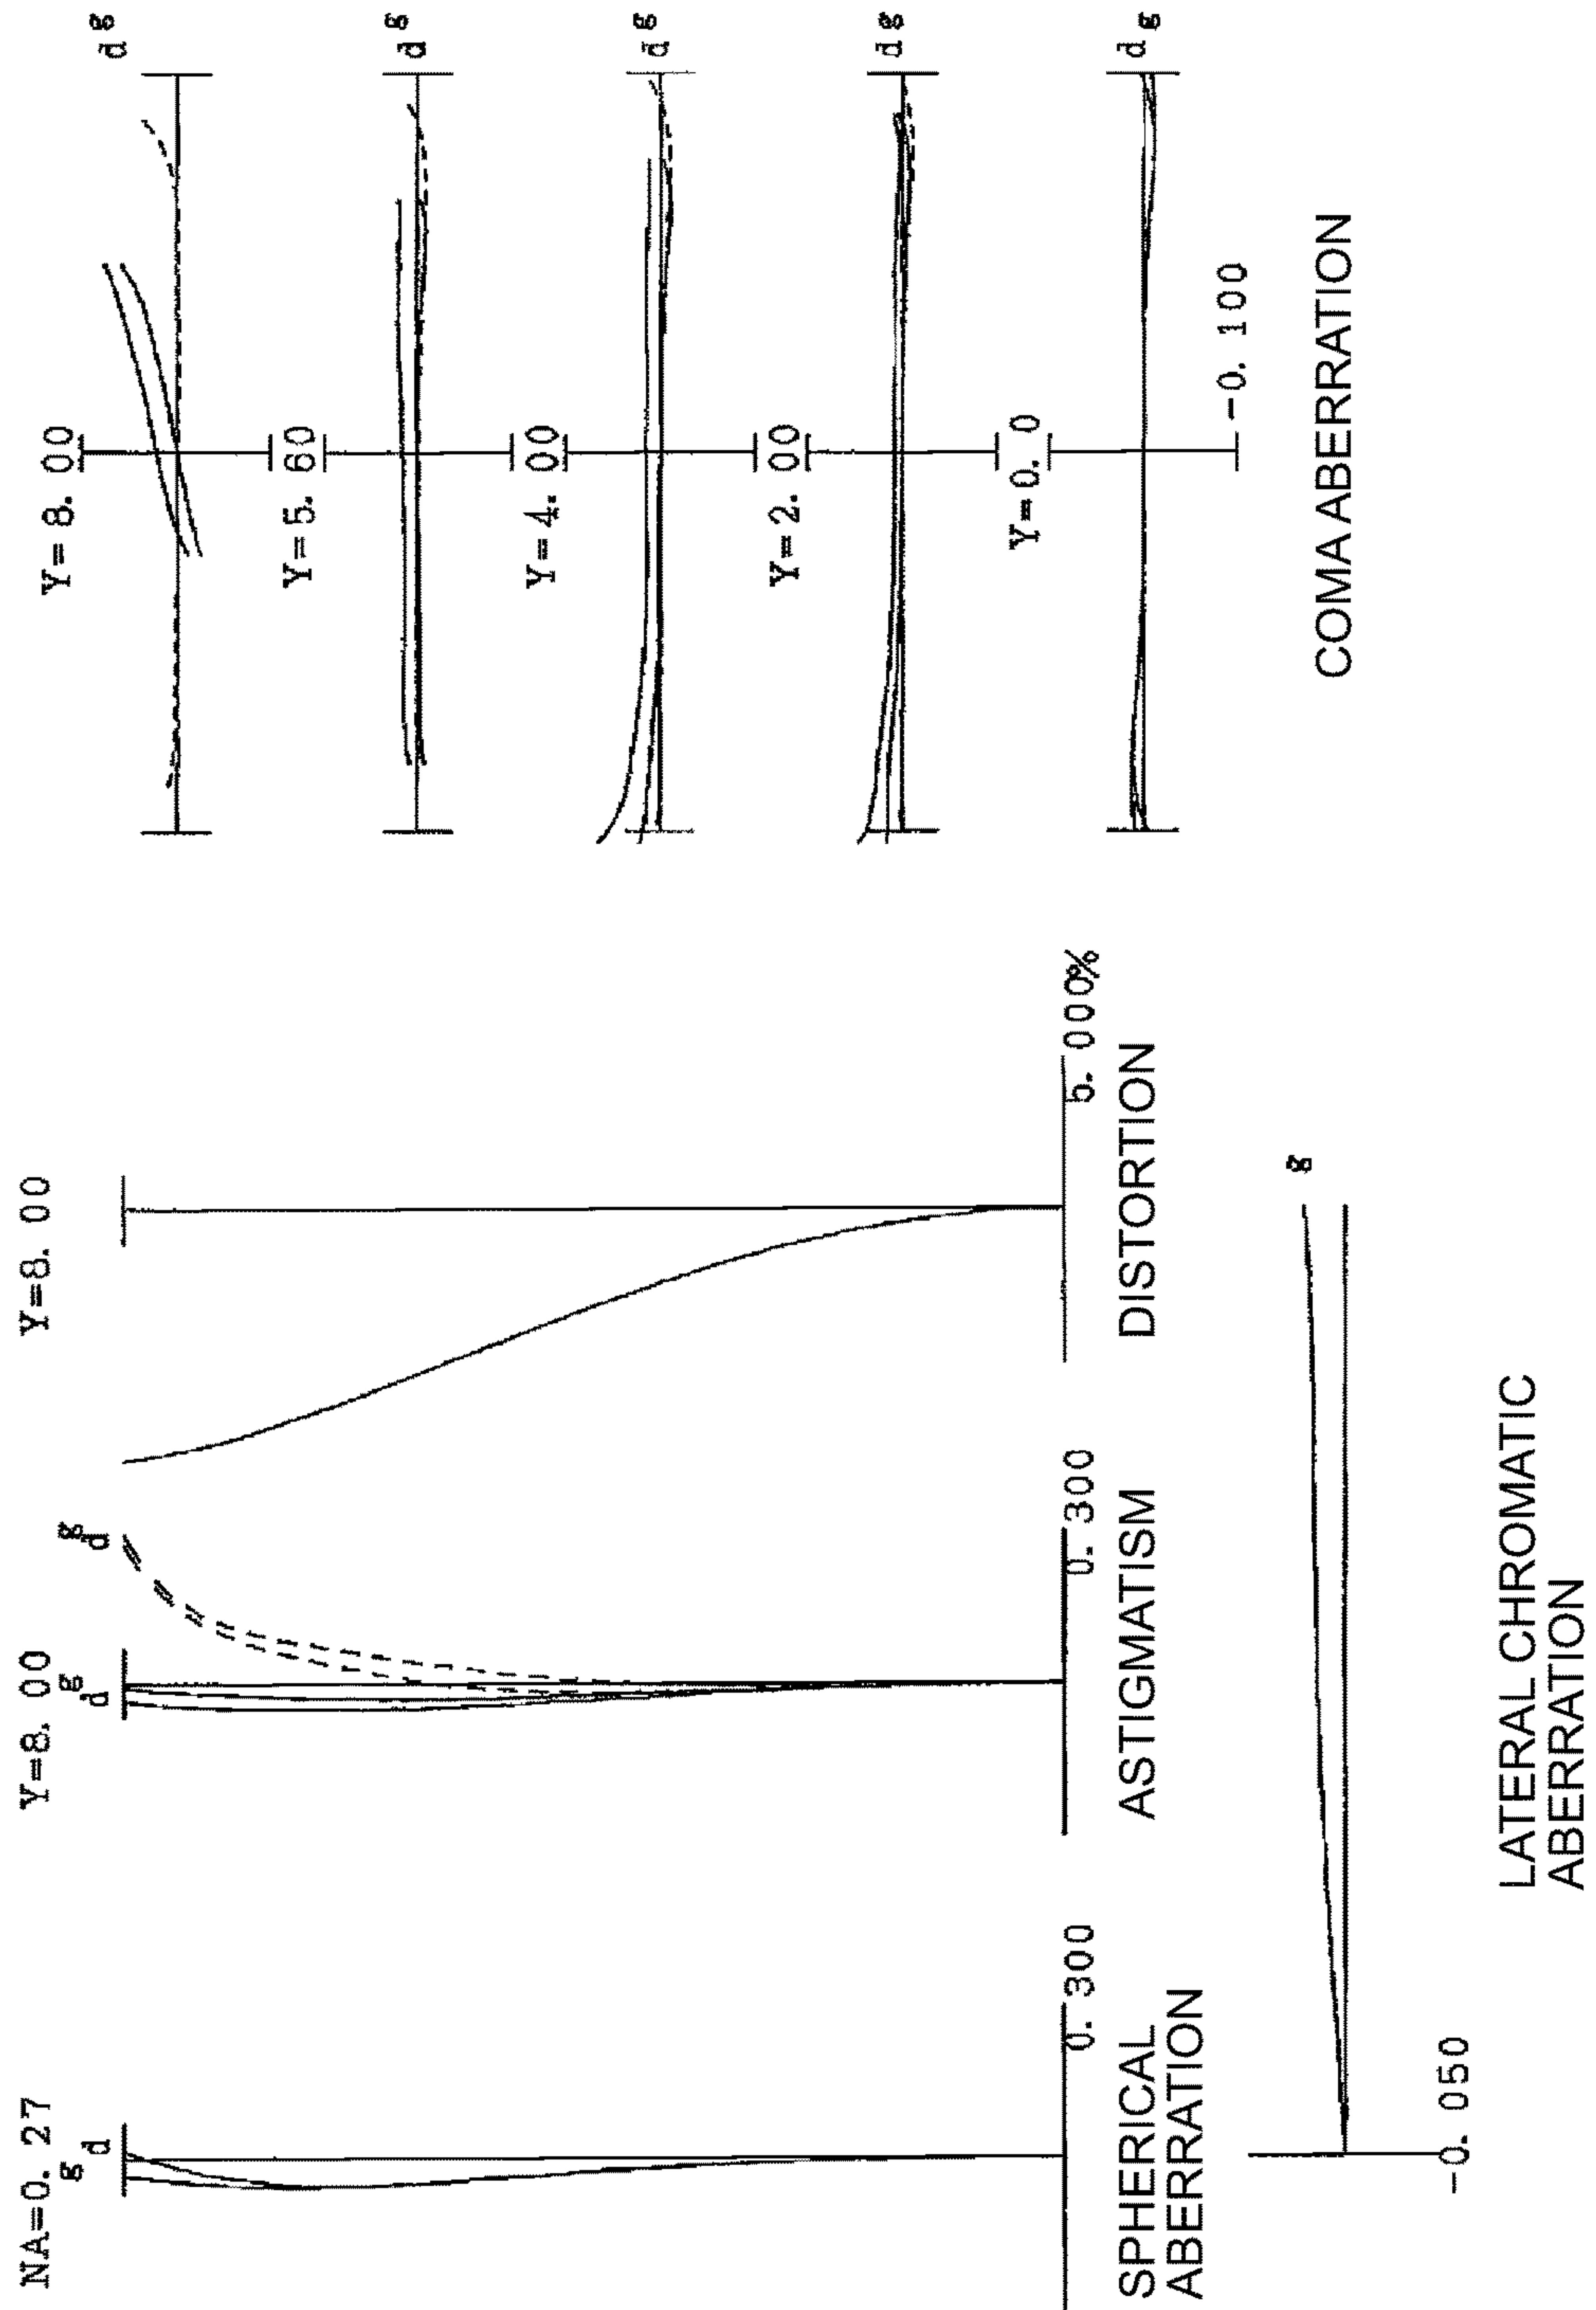 NA=0. 27
g
d
0. 300
SPHERICAL
ABERRATION
Y=8. 00
d g
0. 300
ASTIGMATISM
g
d
Y=8. 00
5. 000%
DISTORTION
-0. 050
g
LATERAL CHROMATIC
ABERRATION
Y=8. 00
d g
Y=5. 60
d g
Y=4. 00
d g
Y=2. 00
d g
Y=0. 0
d g
-0. 100
COMA ABERRATION